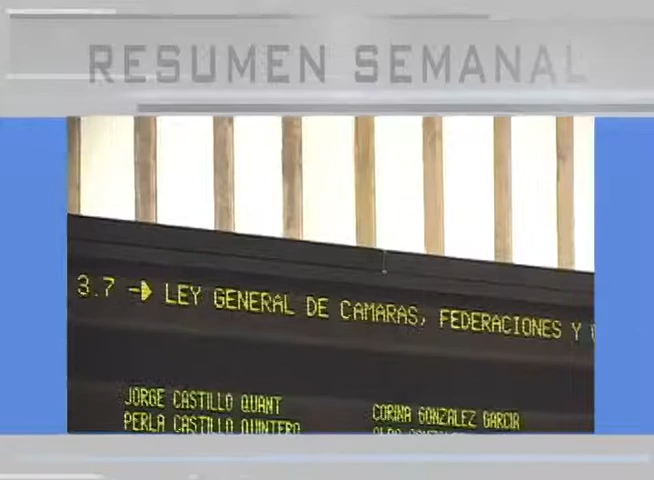 RESUMEN SEMANAL
3.7 → LEY GENERAL DE CAMARAS, FEDERACIONES Y
JORGE CASTILLO QUANT
CORINA GONZALEZ GARCIA
PERLA CASTILLO QUINTERO